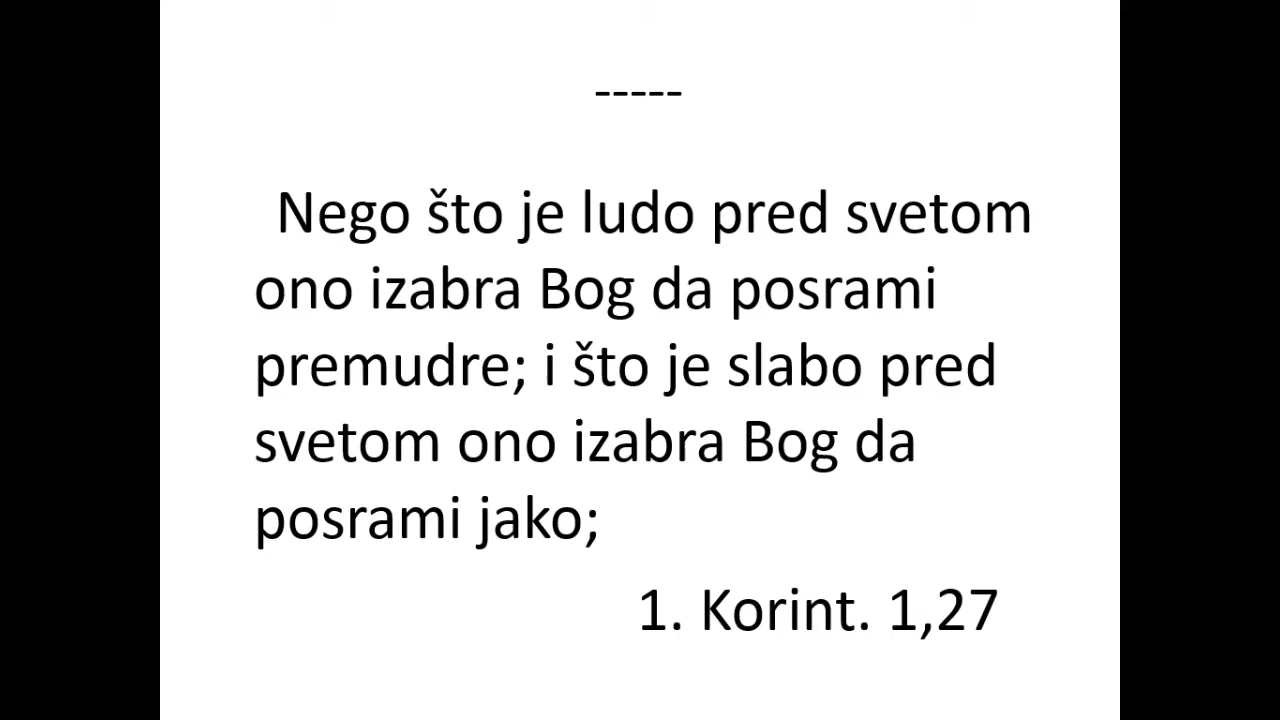 -----
Nego što je ludo pred svetom
ono izabra Bog da posrami
premudre; i što je slabo pred
svetom ono izabra Bog da
posrami jako;
1. Korint. 1,27